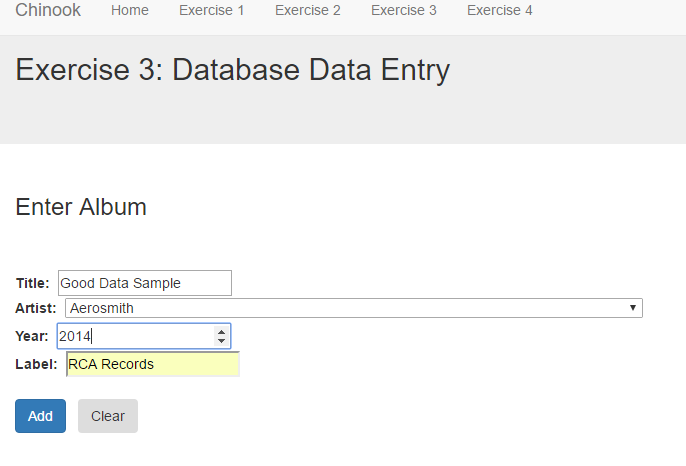 Chinook Home Exercise 1 Exercise 2 Exercise 3 Exercise 4
Exercise 3: Database Data Entry
Enter Album
Title: Good Data Sample
Artist: Aerosmith
Year: 2014
Label: RCA Records
Add Clear